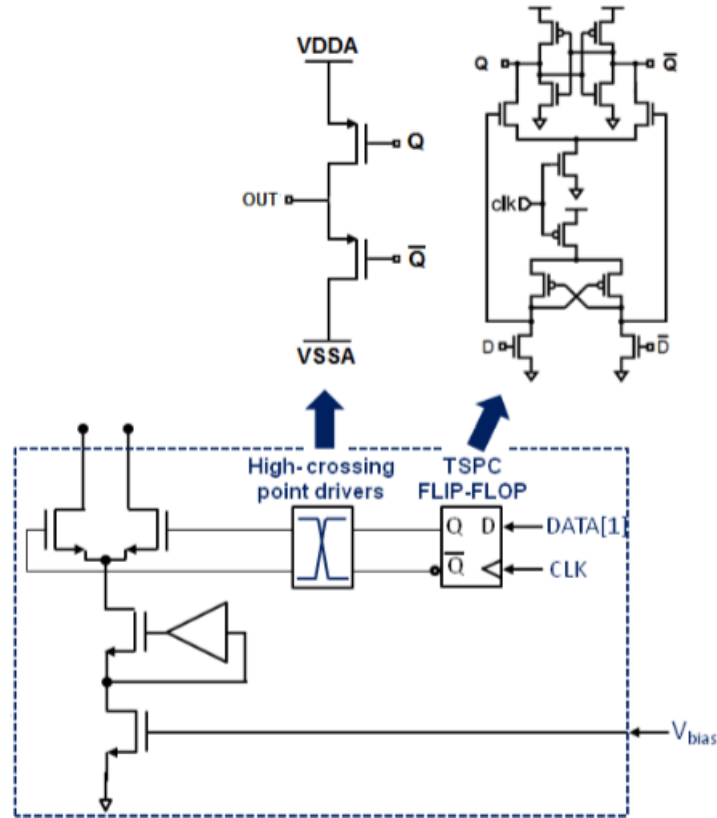 VDDA
Q
OUT
Q̅
VSSA
Q
Q̅
clk
D
D̅
High-crossing
point drivers
TSPC
FLIP-FLOP
Q D
DATA[1]
Q̅
CLK
Vbias